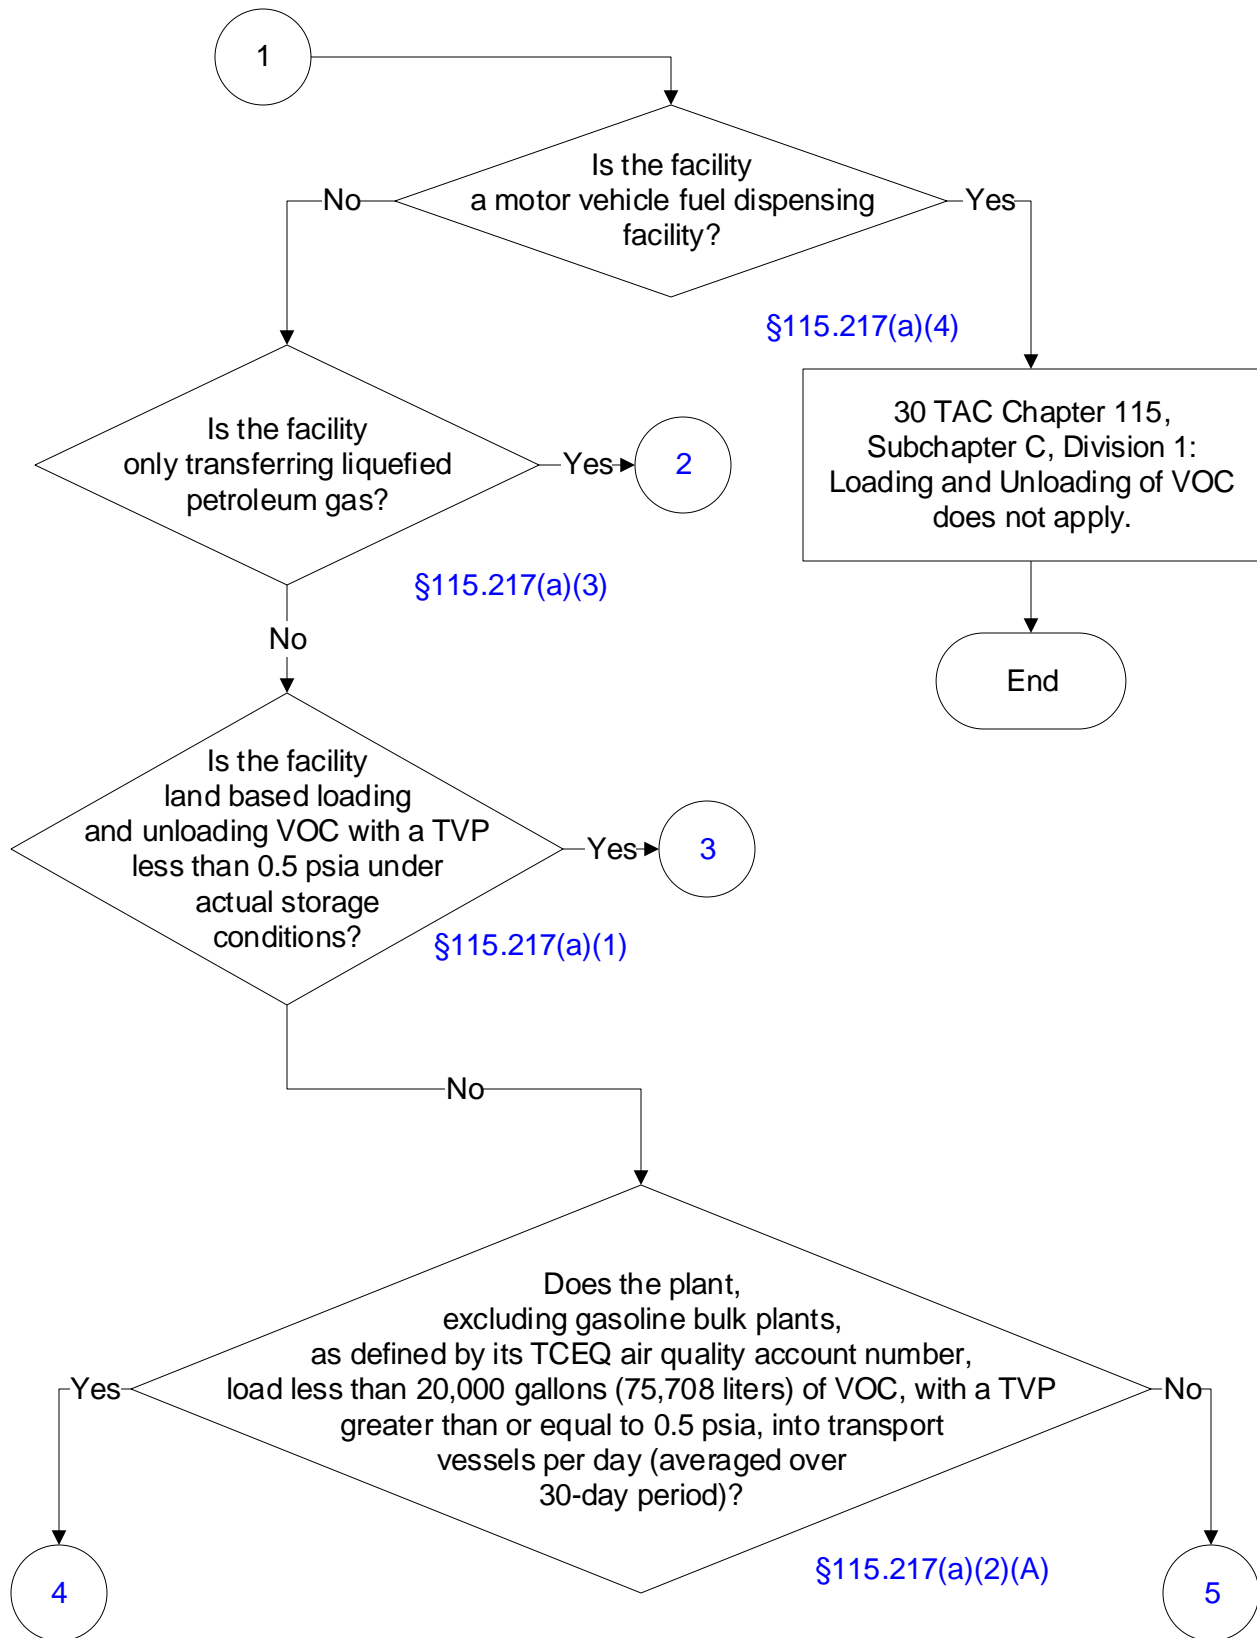 1
Is the facility
a motor vehicle fuel dispensing
facility?
No
Yes
§115.217(a)(4)
30 TAC Chapter 115,
Subchapter C, Division 1:
Loading and Unloading of VOC
does not apply.
End
Is the facility
only transferring liquefied
petroleum gas?
Yes
2
§115.217(a)(3)
No
Is the facility
land based loading
and unloading VOC with a TVP
less than 0.5 psia under
actual storage
conditions?
Yes
3
§115.217(a)(1)
No
Does the plant,
excluding gasoline bulk plants,
as defined by its TCEQ air quality account number,
load less than 20,000 gallons (75,708 liters) of VOC, with a TVP
greater than or equal to 0.5 psia, into transport
vessels per day (averaged over
30-day period)?
Yes
No
§115.217(a)(2)(A)
4
5